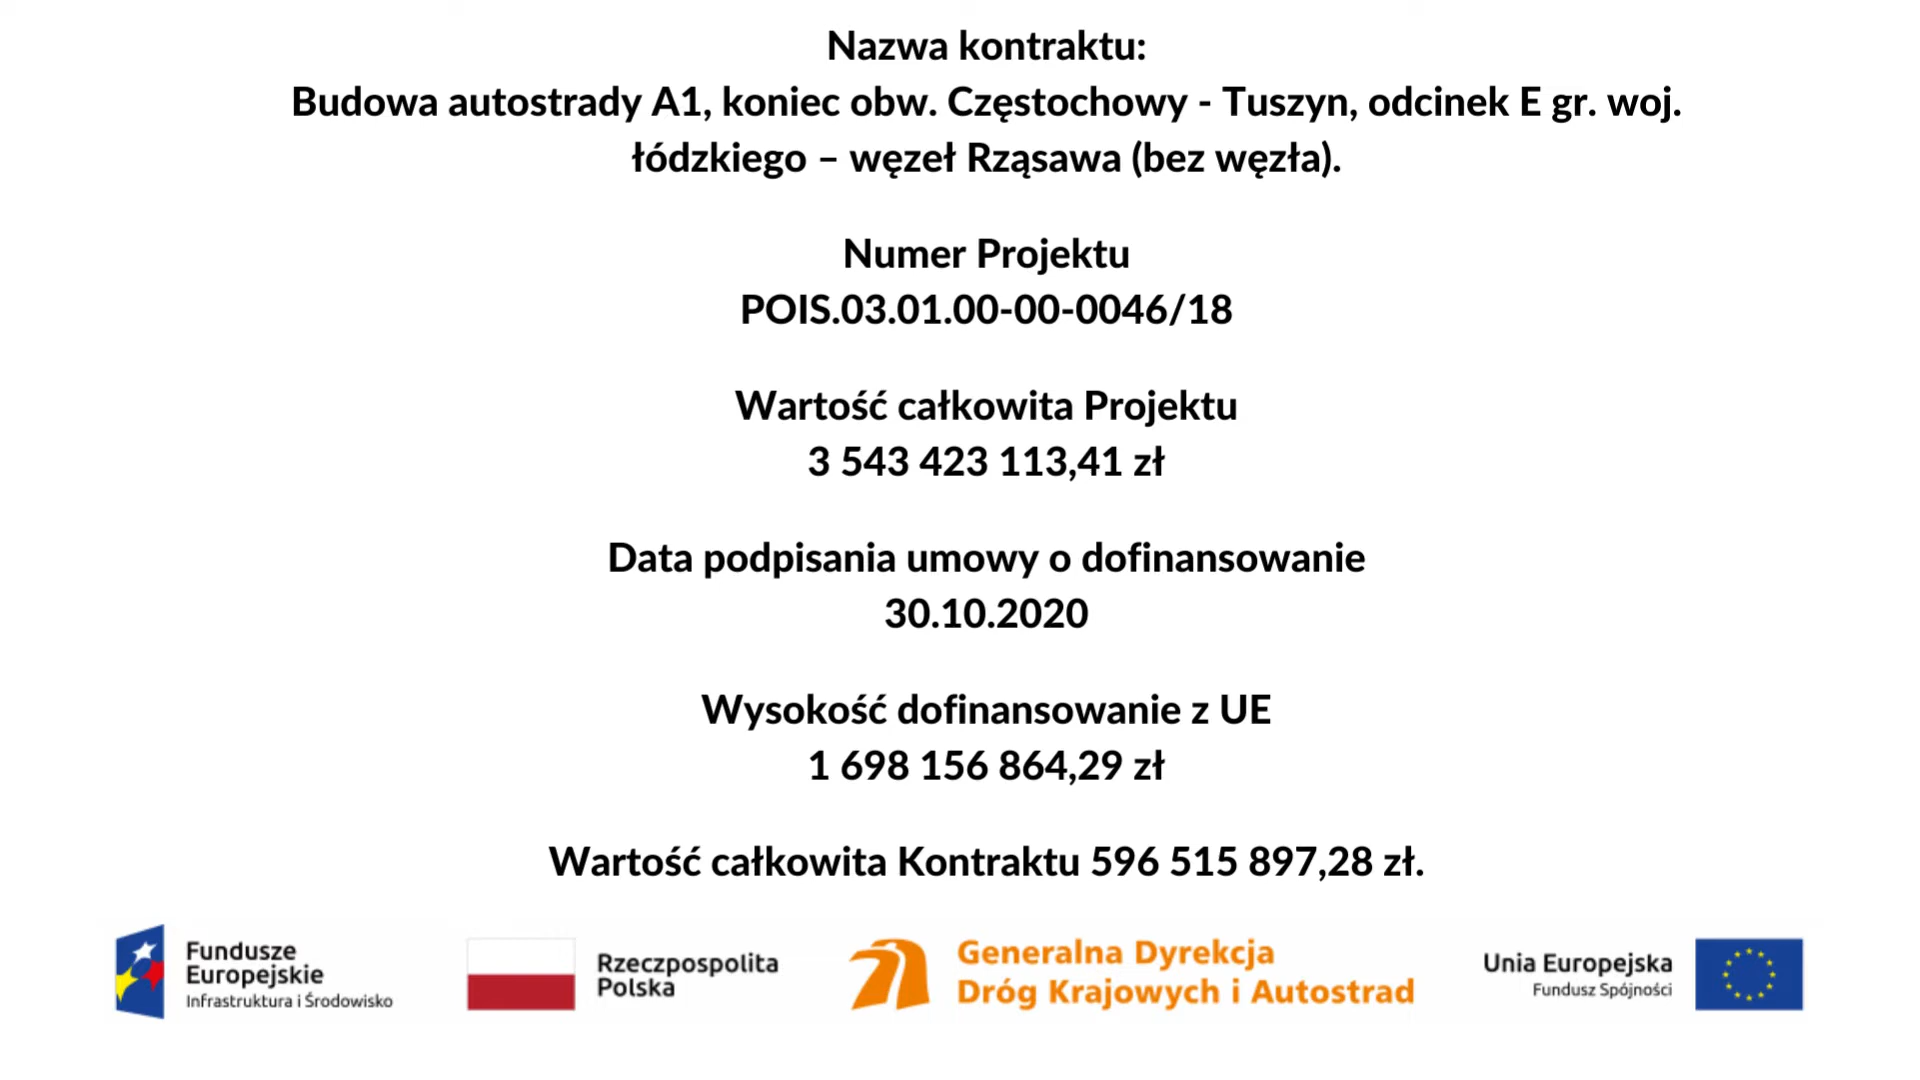 Nazwa kontraktu:
Budowa autostrady A1, koniec obw. Częstochowy - Tuszyn, odcinek E gr. woj.
łódzkiego – węzeł Rząsawa (bez węzła).
Numer Projektu
POIS.03.01.00-00-0046/18
Wartość całkowita Projektu
3 543 423 113,41 zł
Data podpisania umowy o dofinansowanie
30.10.2020
Wysokość dofinansowanie z UE
1 698 156 864,29 zł
Wartość całkowita Kontraktu 596 515 897,28 zł.
Fundusze
Europejskie
Infrastruktura i Środowisko
Rzeczpospolita
Polska
Generalna Dyrekcja
Dróg Krajowych i Autostrad
Unia Europejska
Fundusz Spójności